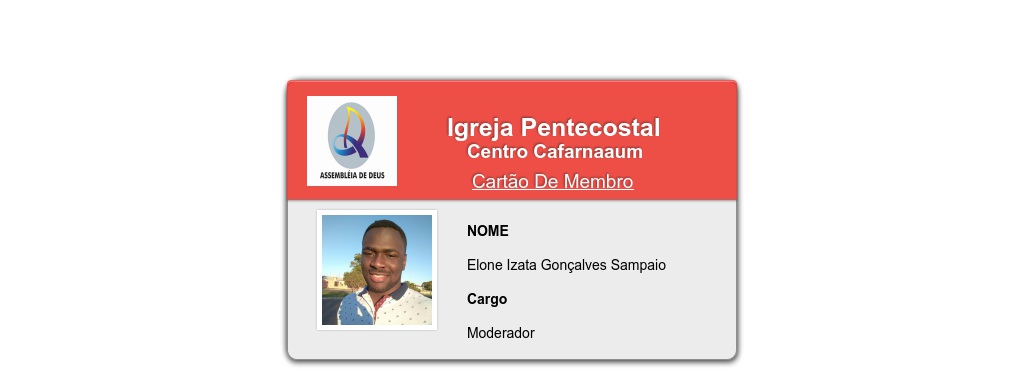 Igreja Pentecostal
Centro Cafarnaaum
ASSEMBLÉIA DE DEUS
Cartão De Membro
NOME
Elone Izata Gonçalves Sampaio
Cargo
Moderador